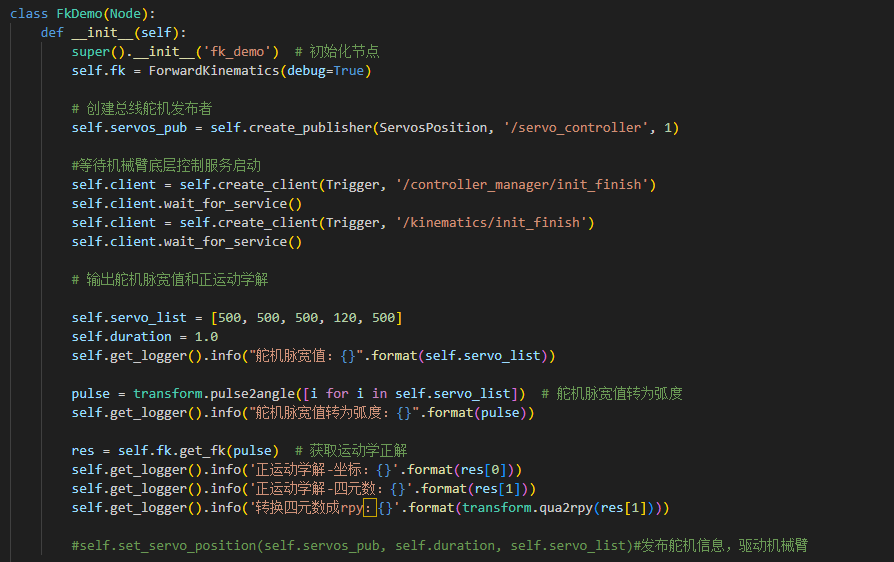 class FkDemo(Node):
    def __init__(self):
        super().__init__('fk_demo')  # 初始化节点
        self.fk = ForwardKinematics(debug=True)

        # 创建总线舵机发布者
        self.servos_pub = self.create_publisher(ServosPosition, '/servo_controller', 1)

        #等待机械臂底层控制服务启动
        self.client = self.create_client(Trigger, '/controller_manager/init_finish')
        self.client.wait_for_service()
        self.client = self.create_client(Trigger, '/kinematics/init_finish')
        self.client.wait_for_service()

        # 输出舵机脉宽值和正运动学解

        self.servo_list = [500, 500, 500, 120, 500]
        self.duration = 1.0
        self.get_logger().info("舵机脉宽值：{}".format(self.servo_list))

        pulse = transform.pulse2angle([i for i in self.servo_list])  # 舵机脉宽值转为弧度
        self.get_logger().info("舵机脉宽值转为弧度：{}".format(pulse))

        res = self.fk.get_fk(pulse)  # 获取运动学正解
        self.get_logger().info('正运动学解-坐标：{}'.format(res[0]))
        self.get_logger().info('正运动学解-四元数：{}'.format(res[1]))
        self.get_logger().info('转换四元数成rpy：{}'.format(transform.qua2rpy(res[1])))

        #self.set_servo_position(self.servos_pub, self.duration, self.servo_list)#发布舵机信息，驱动机械臂